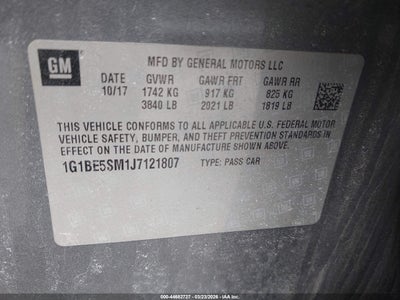 GM
MFD BY GENERAL MOTORS LLC
DATE GVWR GAWR FRT GAWR RR
10/17 1742 KG 917 KG 825 KG
3840 LB 2021 LB 1819 LB
THIS VEHICLE CONFORMS TO ALL APPLICABLE U.S. FEDERAL MOTOR
VEHICLE SAFETY, BUMPER, AND THEFT PREVENTION STANDARDS IN
EFFECT ON THE DATE OF MANUFACTURE SHOWN ABOVE.
1G1BE5SM1J7121807 TYPE: PASS CAR
000-44682727 - 03/23/2026 - IAA